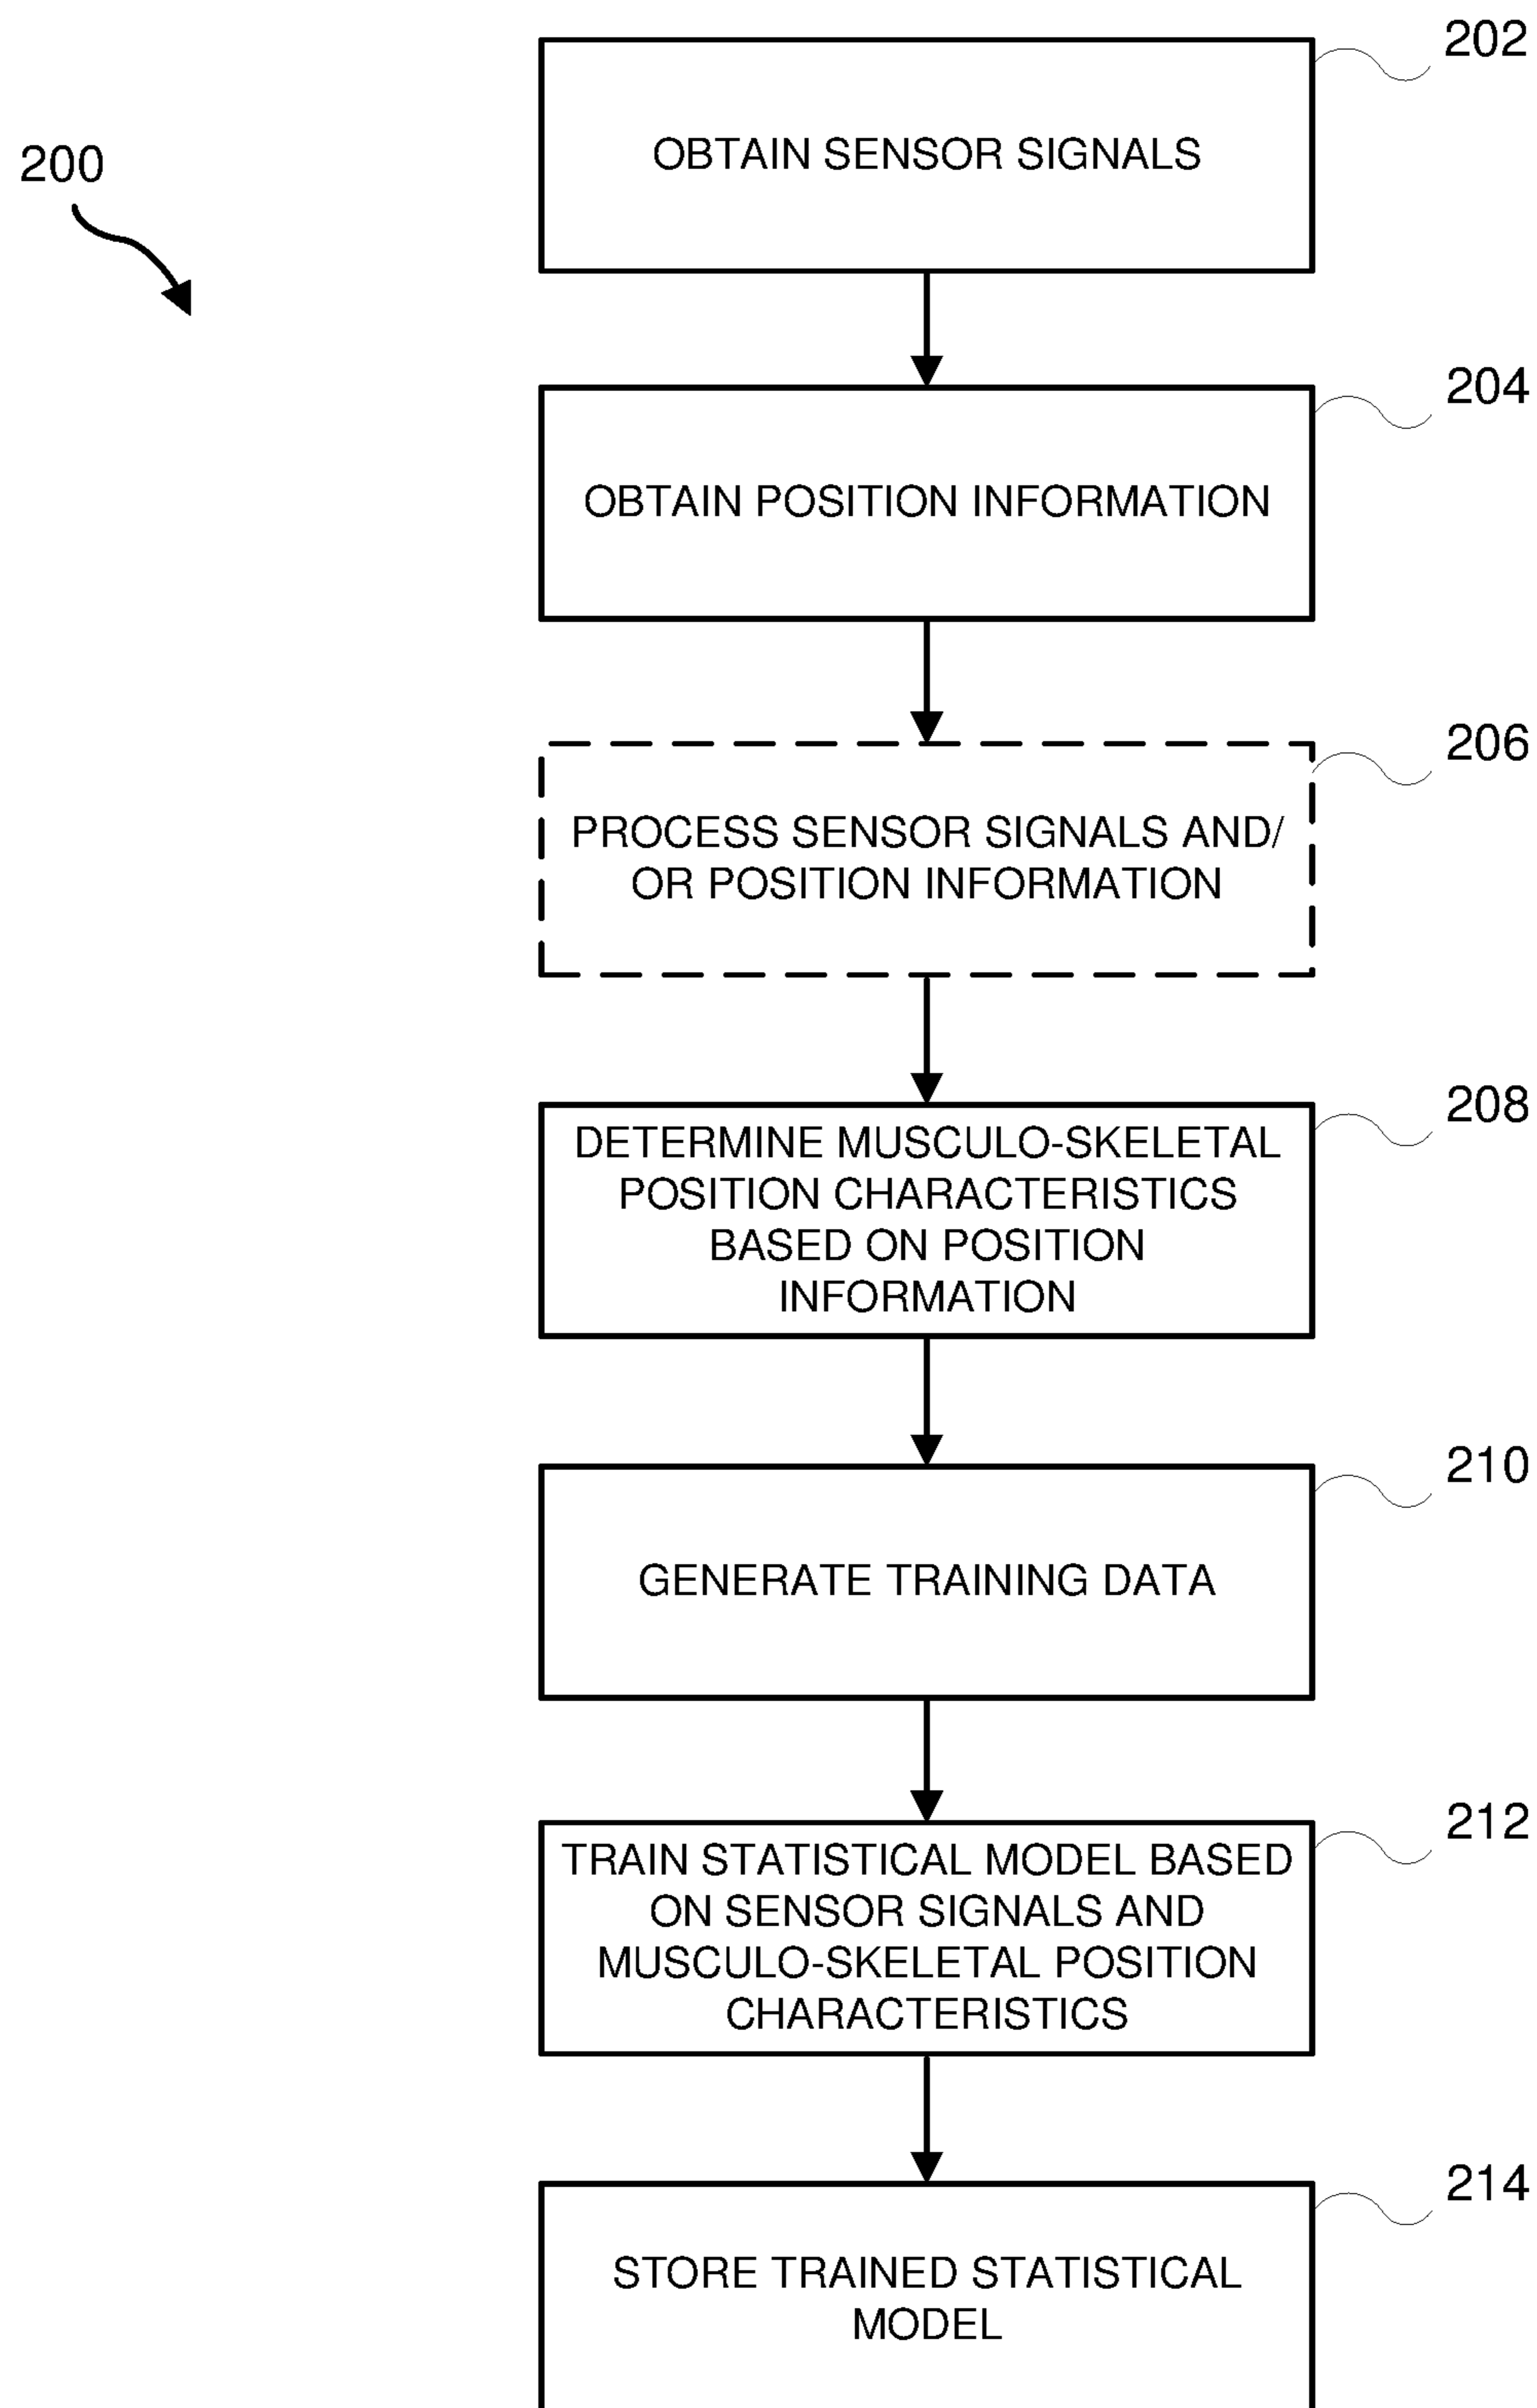 202
OBTAIN SENSOR SIGNALS
200
204
OBTAIN POSITION INFORMATION
206
PROCESS SENSOR SIGNALS AND/
OR POSITION INFORMATION
208
DETERMINE MUSCULO-SKELETAL
POSITION CHARACTERISTICS
BASED ON POSITION
INFORMATION
210
GENERATE TRAINING DATA
212
TRAIN STATISTICAL MODEL BASED
ON SENSOR SIGNALS AND
MUSCULO-SKELETAL POSITION
CHARACTERISTICS
214
STORE TRAINED STATISTICAL
MODEL